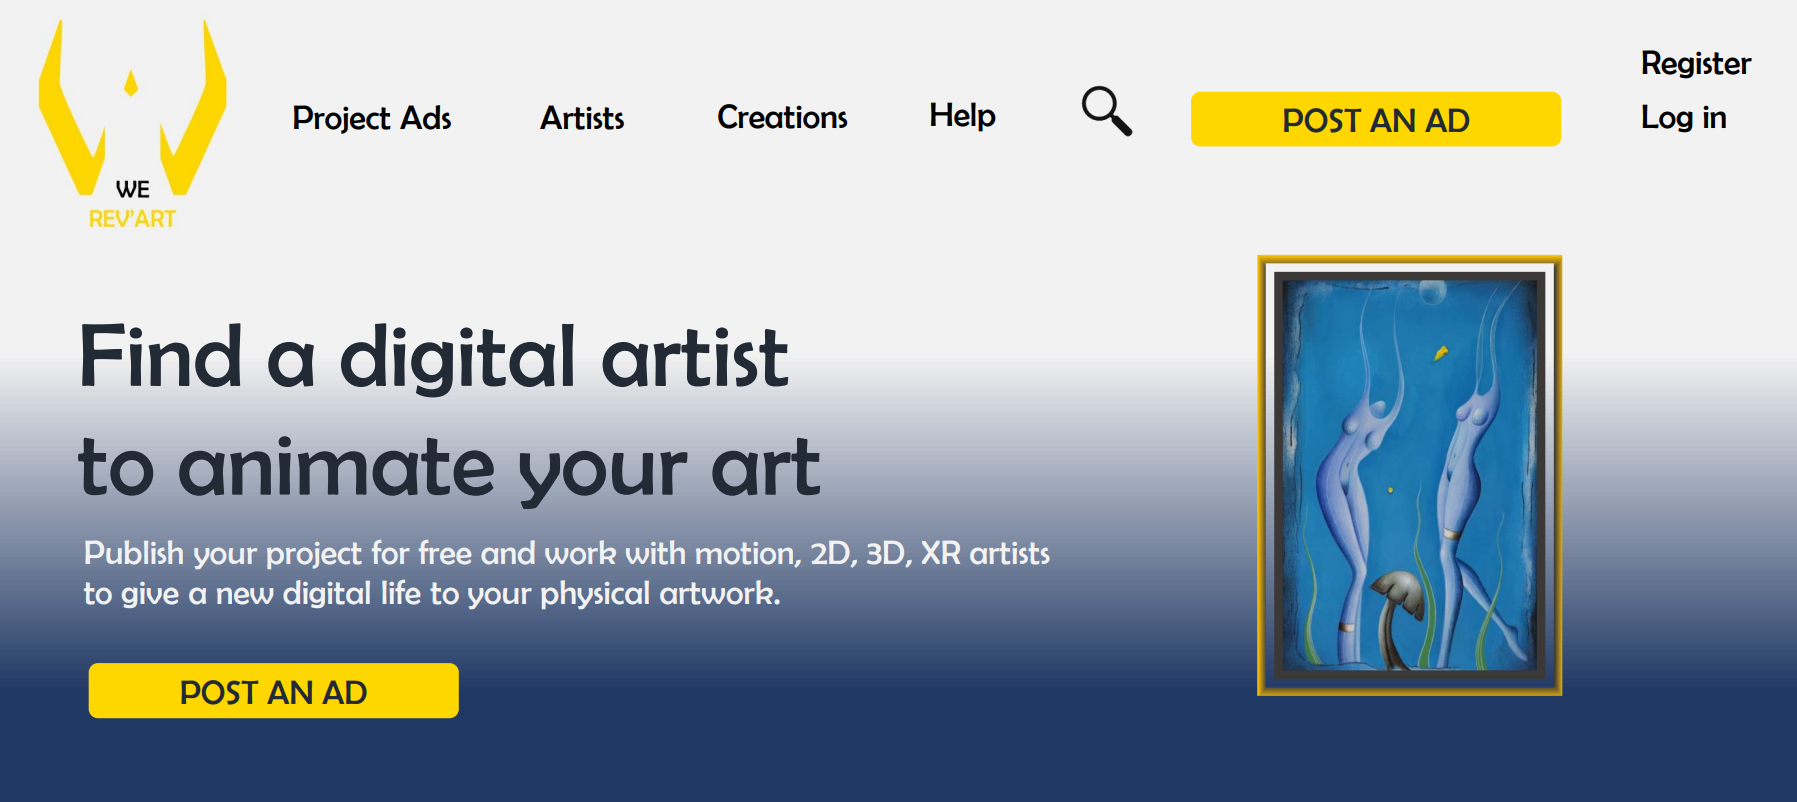 Register
Project Ads
Artists
Creations
Help
POST AN AD
Log in
WE
REV'ART
Find a digital artist
to animate your art
Publish your project for free and work with motion, 2D, 3D, XR artists
to give a new digital life to your physical artwork.
POST AN AD